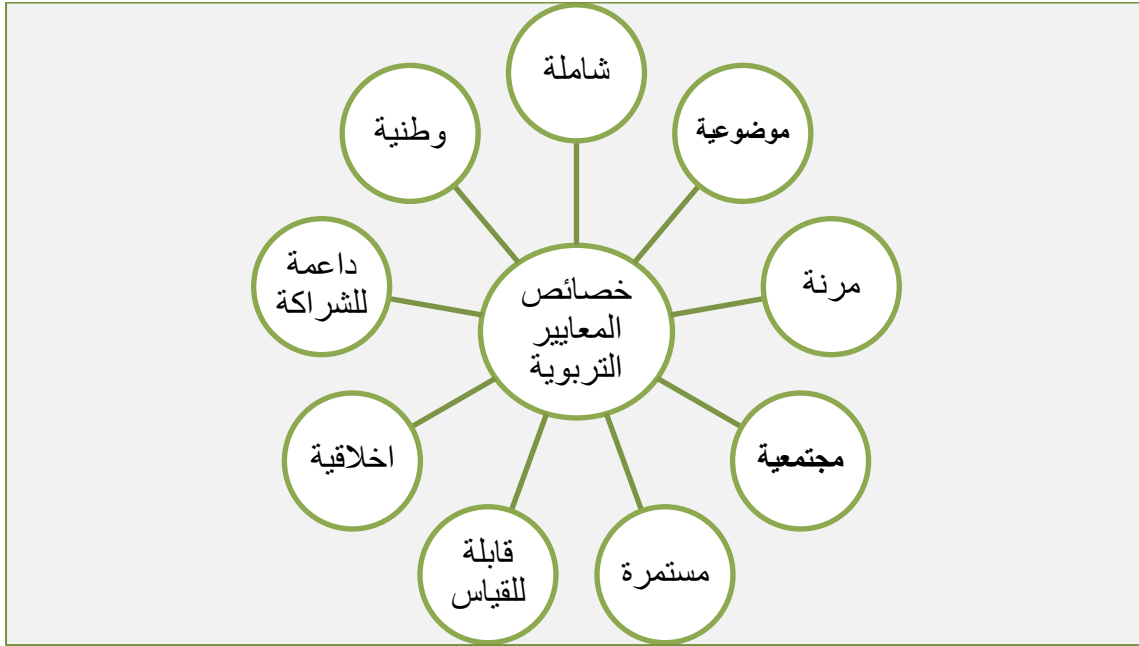 خصائص
المعايير
التربوية
شاملة
موضوعية
مرنة
مجتمعية
مستمرة
قابلة
للقياس
اخلاقية
داعمة
للشراكة
وطنية